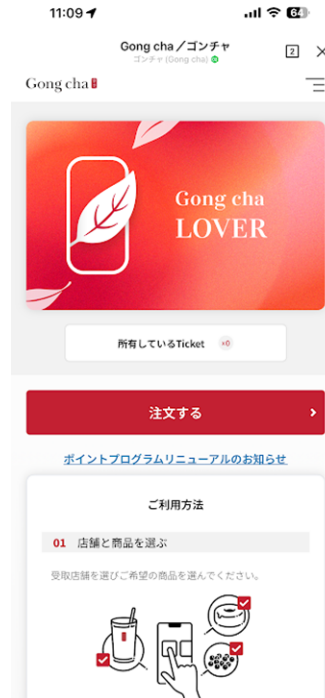 11:09
64
Gong cha／ゴンチャ
ゴンチャ (Gong cha)
2
Gong cha
Gong cha
LOVER
所有しているTicket ×0
注文する
ポイントプログラムリニューアルのお知らせ
ご利用方法
01 店舗と商品を選ぶ
受取店舗を選びご希望の商品を選んでください。